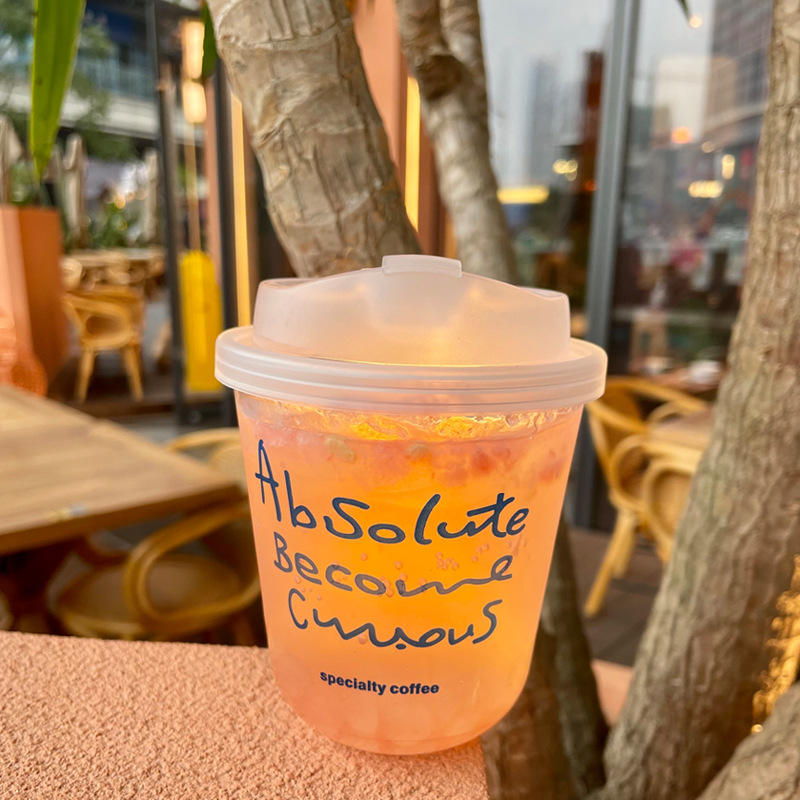 Absolute
Become
Curious
specialty coffee